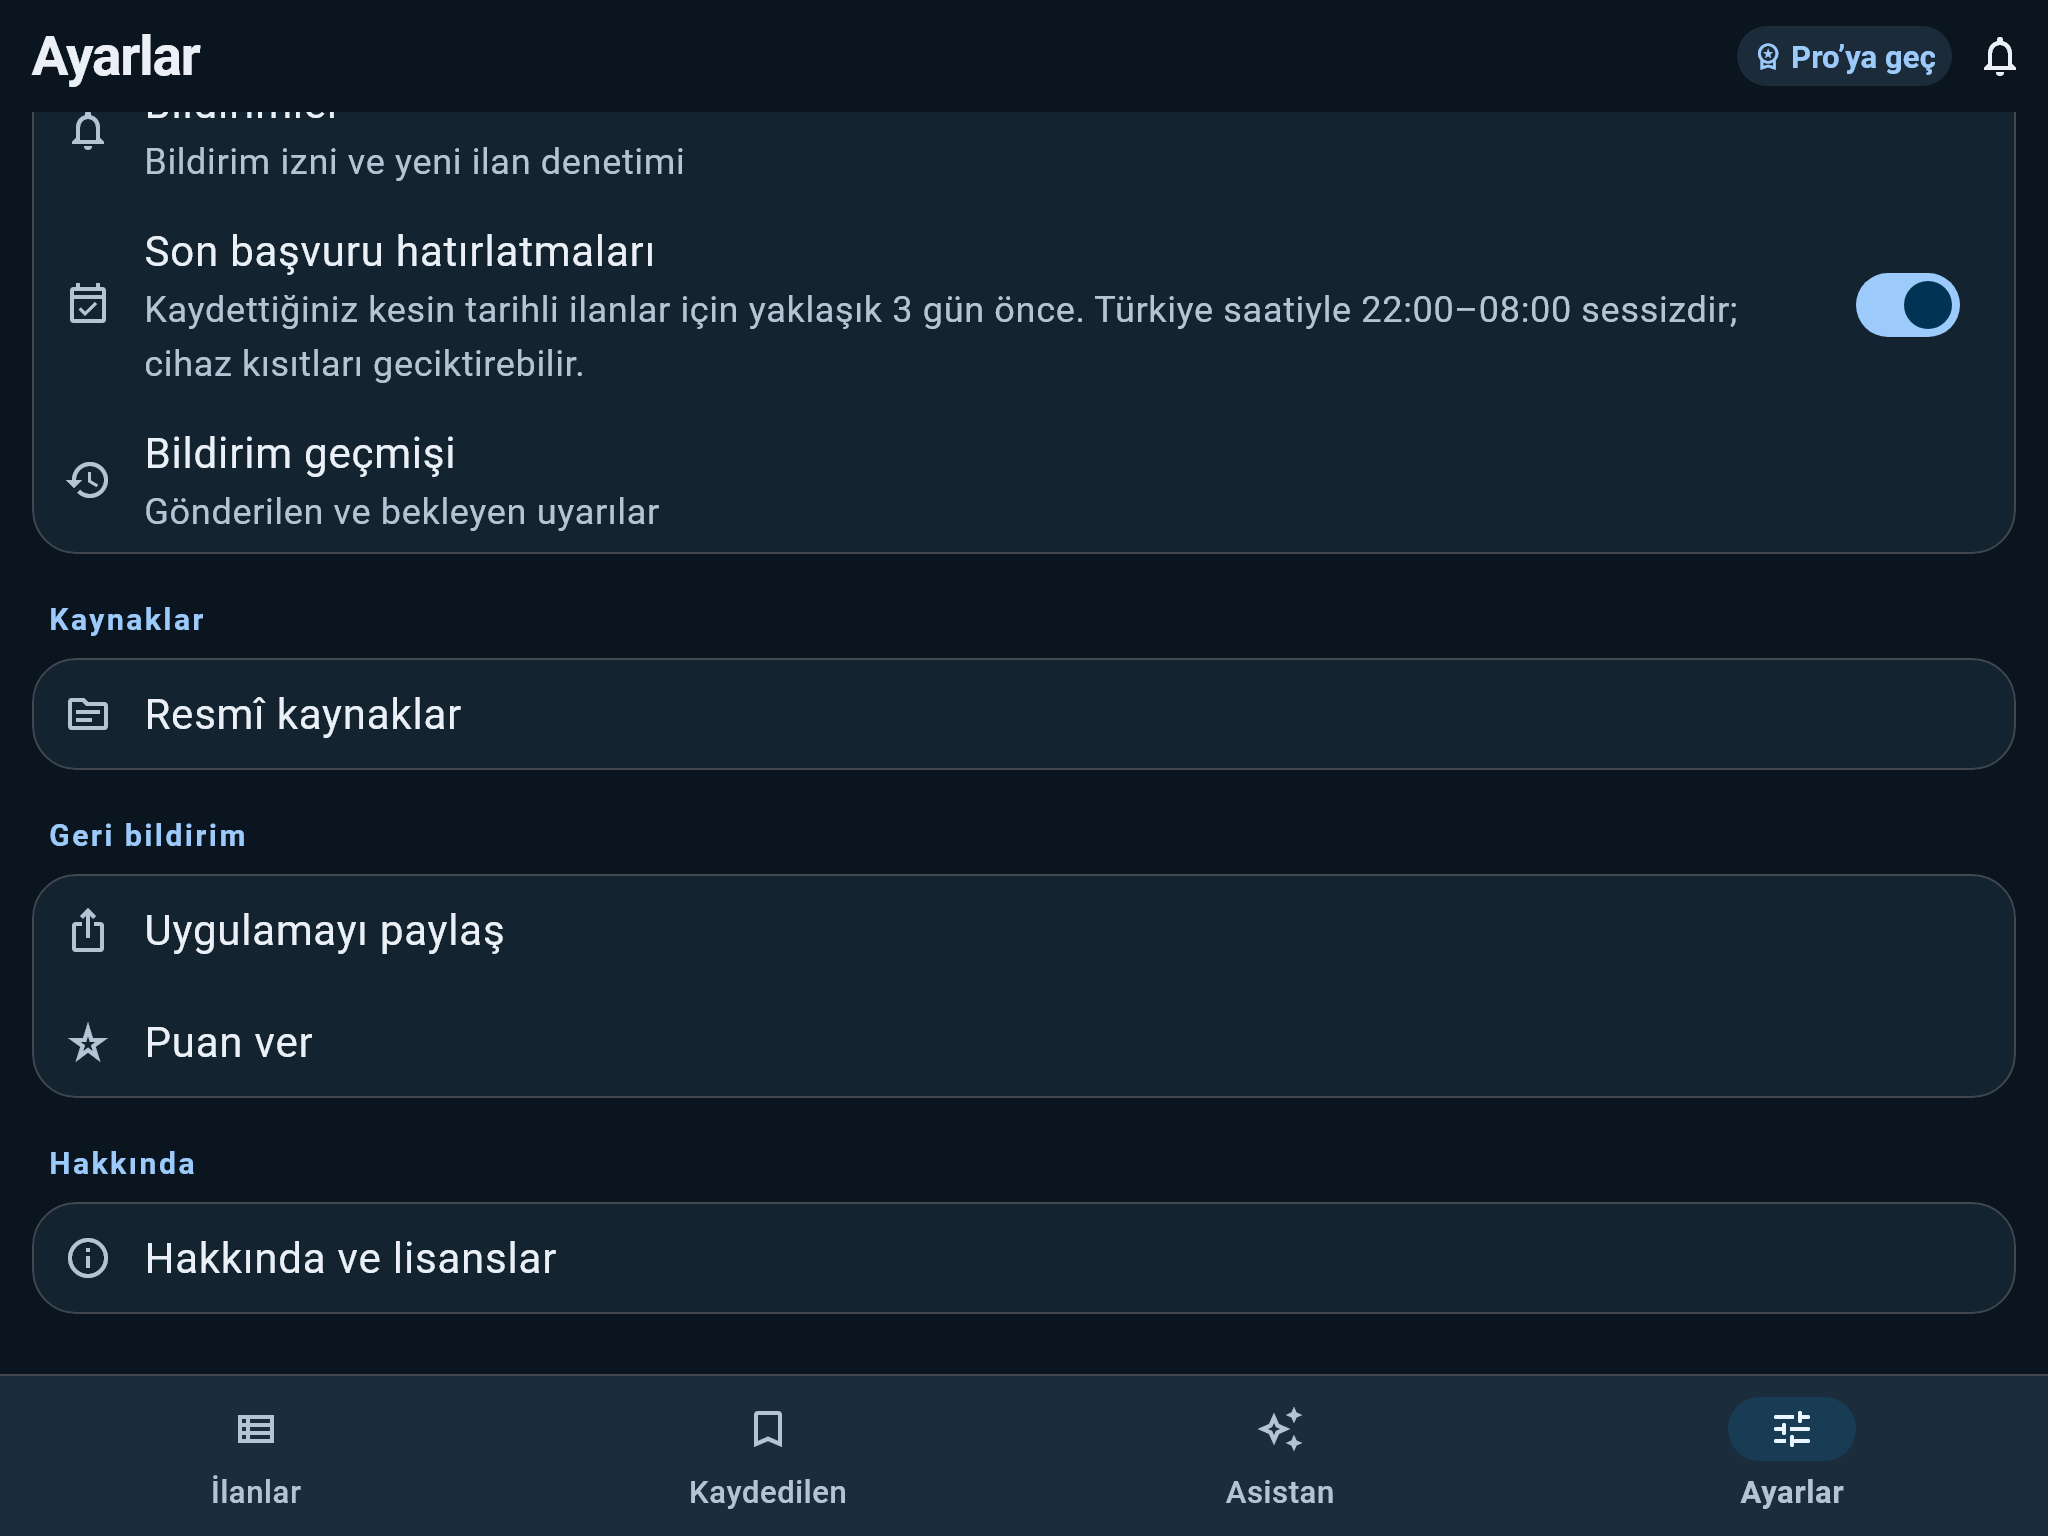 Ayarlar
Pro’ya geç
Bildirimler
Bildirim izni ve yeni ilan denetimi
Son başvuru hatırlatmaları
Kaydettiğiniz kesin tarihli ilanlar için yaklaşık 3 gün önce. Türkiye saatiyle 22:00–08:00 sessizdir;
cihaz kısıtları geciktirebilir.
Bildirim geçmişi
Gönderilen ve bekleyen uyarılar
Kaynaklar
Resmî kaynaklar
Geri bildirim
Uygulamayı paylaş
Puan ver
Hakkında
Hakkında ve lisanslar
İlanlar
Kaydedilen
Asistan
Ayarlar